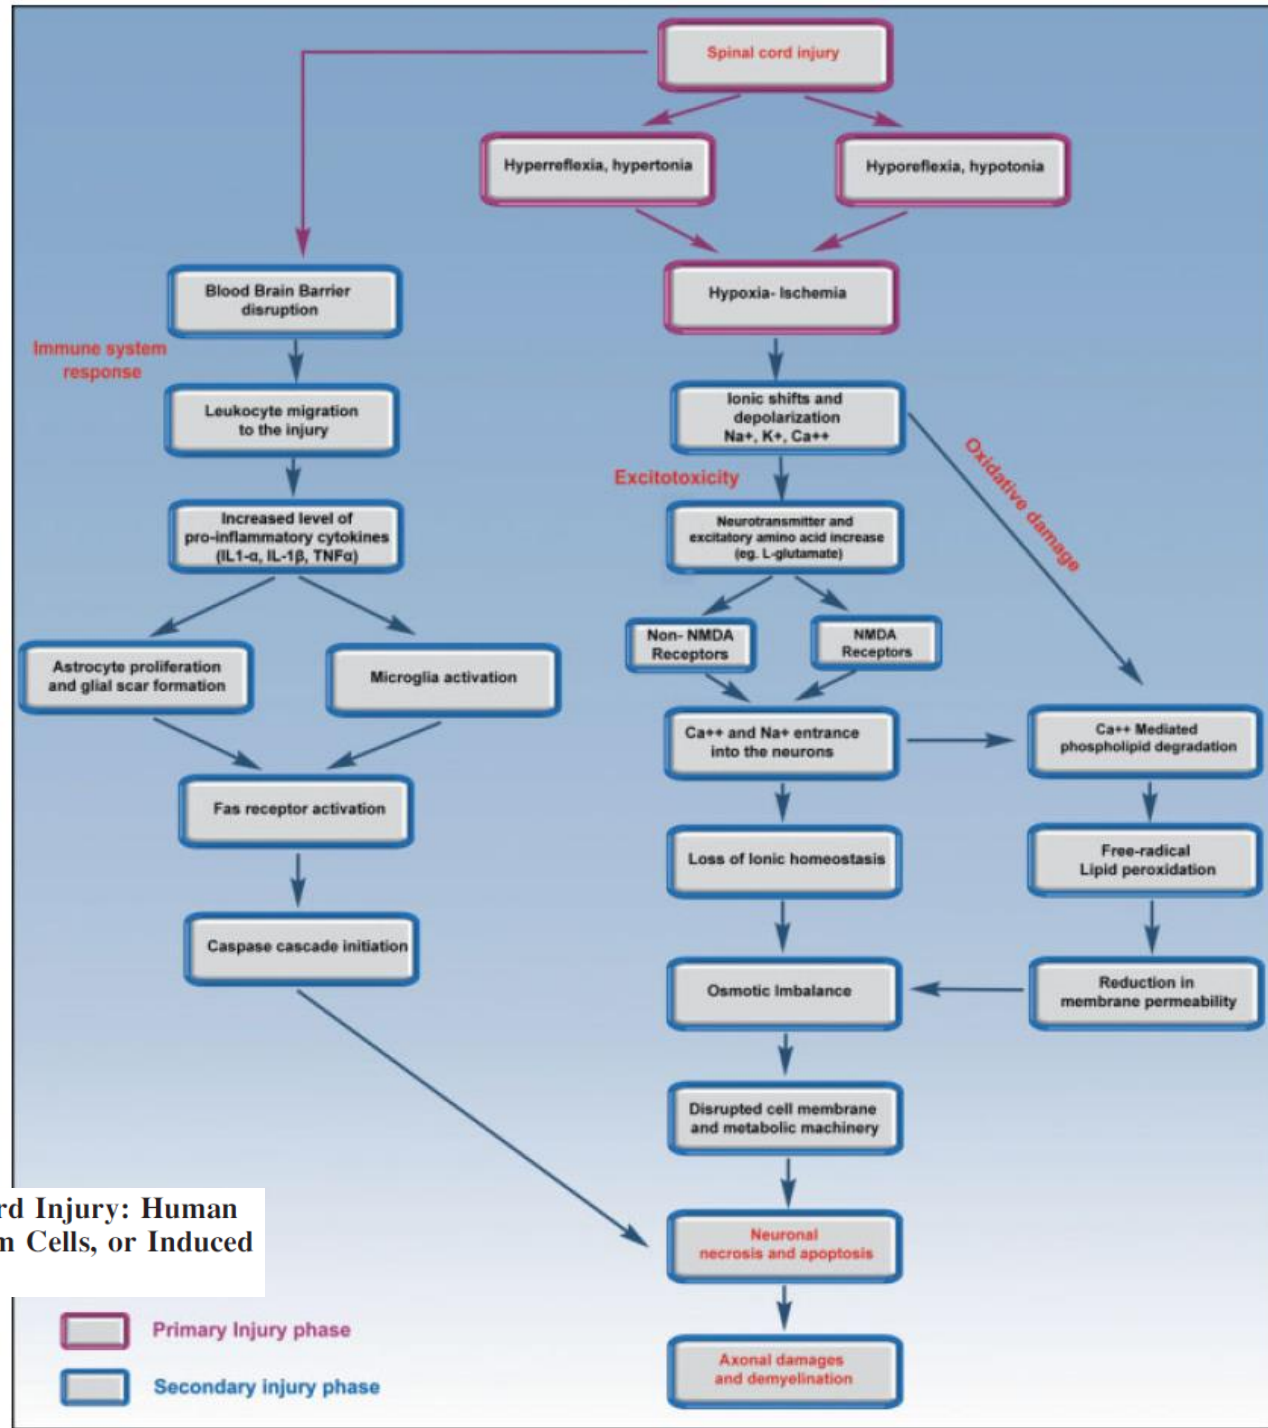 Spinal cord injury
Hyperreflexia, hypertonia
Hyporeflexia, hypotonia
Blood Brain Barrier
disruption
Hypoxia- Ischemia
Immune system
response
Leukocyte migration
to the injury
Ionic shifts and
depolarization
Na+, K+, Ca++
Excitotoxicity
Oxidative damage
Increased level of
pro-inflammatory cytokines
(IL1-α, IL-1β, TNFα)
Neurotransmitter and
excitatory amino acid increase
(eg. L-glutamate)
Non- NMDA
Receptors
NMDA
Receptors
Astrocyte proliferation
and glial scar formation
Microglia activation
Ca++ and Na+ entrance
into the neurons
Ca++ Mediated
phospholipid degradation
Fas receptor activation
Loss of Ionic homeostasis
Free-radical
Lipid peroxidation
Caspase cascade initiation
Osmotic Imbalance
Reduction in
membrane permeability
Disrupted cell membrane
and metabolic machinery
rd Injury: Human
m Cells, or Induced
Neuronal
necrosis and apoptosis
Primary Injury phase
Secondary injury phase
Axonal damages
and demyelination